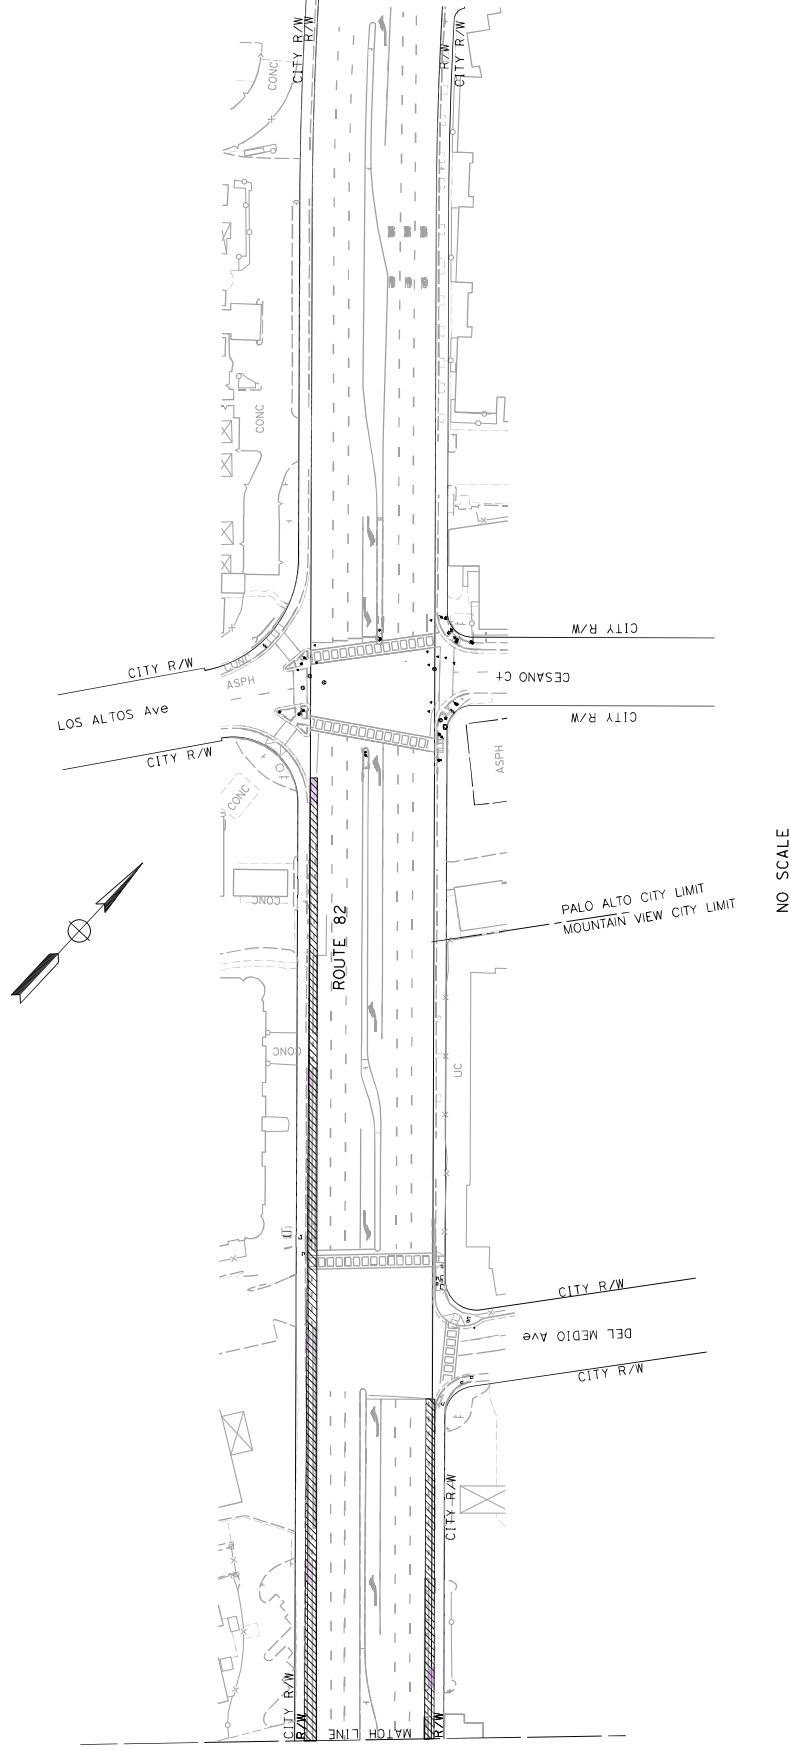 CITY R/W
R/W
R/W
CITY R/W
CONC
CONC
CITY R/W
CITY R/W
CONC
ASPH
CESANO Ct
LOS ALTOS Ave
CITY R/W
CITY R/W
ASPH
CONC
NO SCALE
CONC
PALO ALTO CITY LIMIT
MOUNTAIN VIEW CITY LIMIT
ROUTE 82
CONC
UC
CITY R/W
DEL MEDIO Ave
CITY R/W
CITY R/W
CITY R/W
R/W
MATCH LINE
R/W